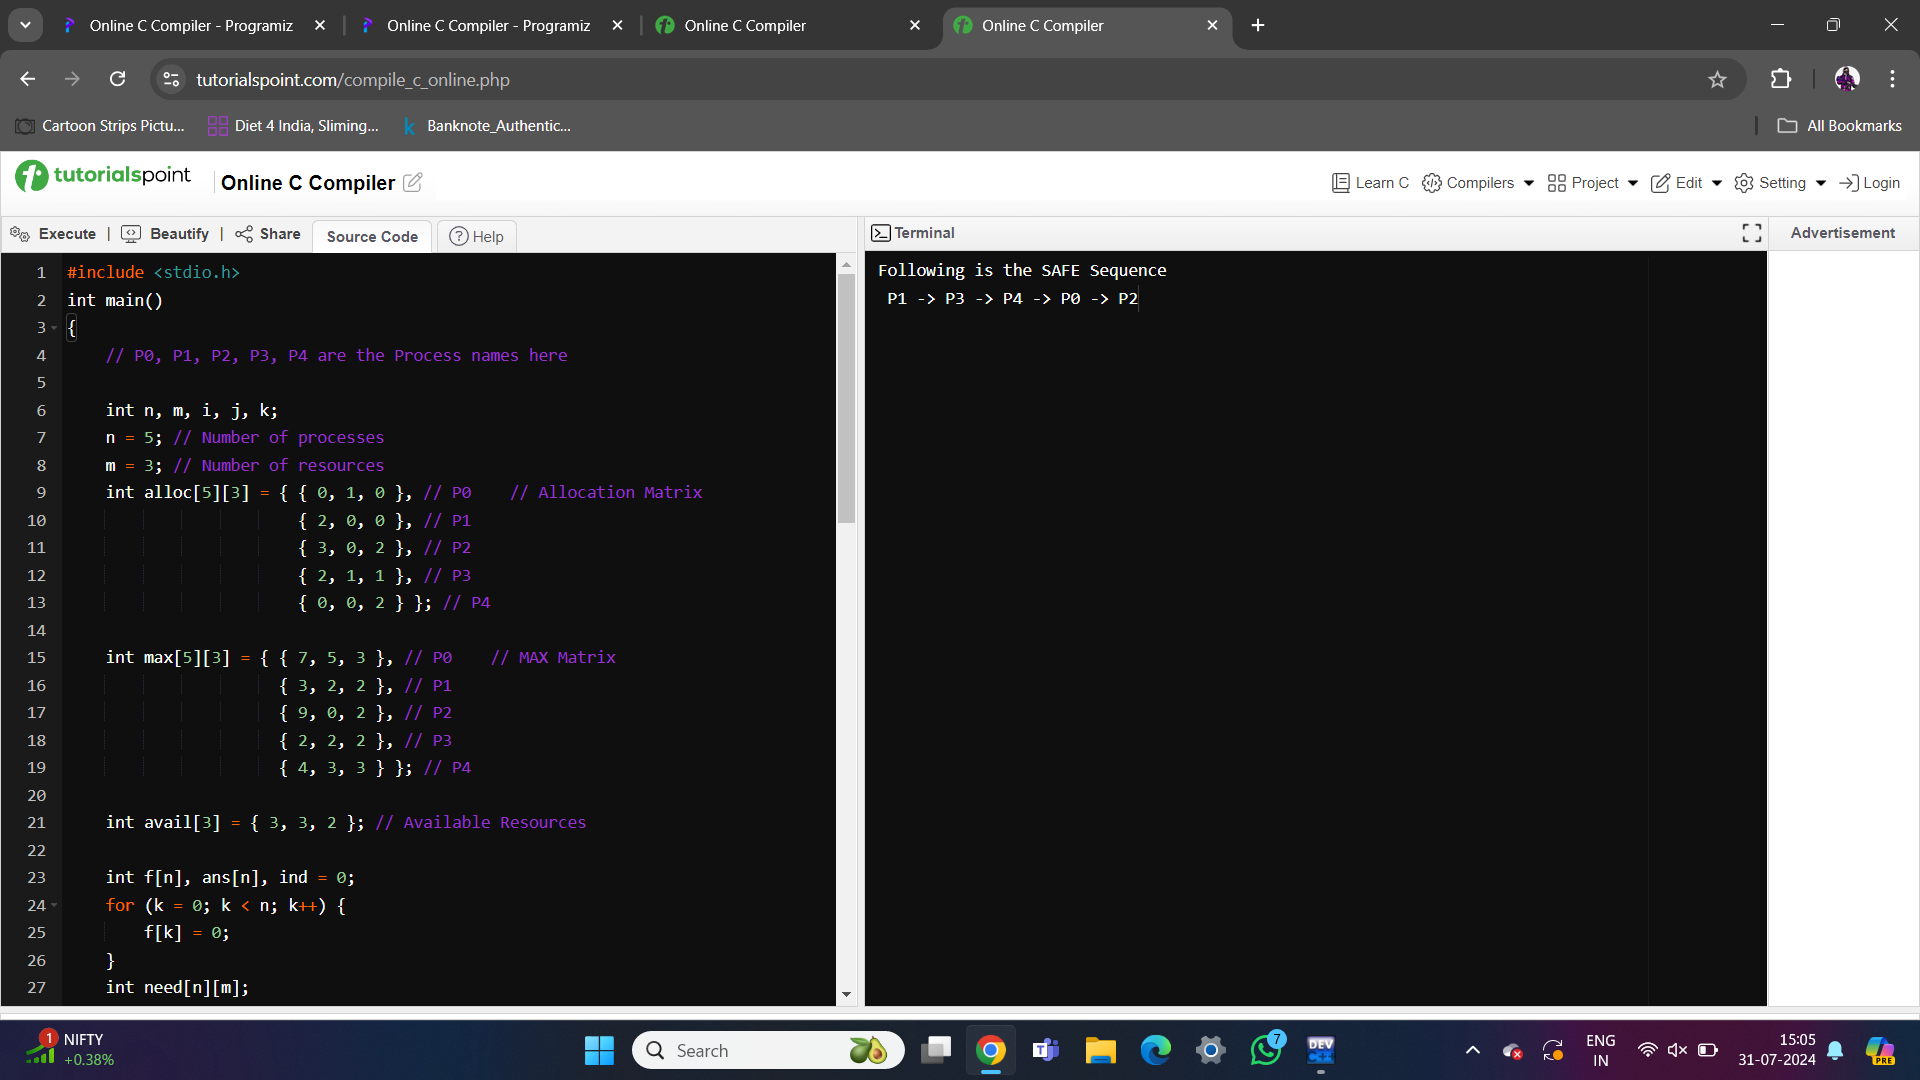 Online C Compiler - Programiz
Online C Compiler - Programiz
Online C Compiler
Online C Compiler
tutorialspoint.com/compile_c_online.php
Cartoon Strips Pictu...
Diet 4 India, Sliming...
k Banknote_Authentic...
All Bookmarks
tutorialspoint
Online C Compiler
Learn C
Compilers
Project
Edit
Setting
Login
Execute | Beautify | Share
Source Code
Help
Terminal
Advertisement
1 #include <stdio.h>
2 int main()
3 {
4 // P0, P1, P2, P3, P4 are the Process names here
5
6 int n, m, i, j, k;
7 n = 5; // Number of processes
8 m = 3; // Number of resources
9 int alloc[5][3] = { { 0, 1, 0 }, // P0 // Allocation Matrix
10 { 2, 0, 0 }, // P1
11 { 3, 0, 2 }, // P2
12 { 2, 1, 1 }, // P3
13 { 0, 0, 2 } }; // P4
14
15 int max[5][3] = { { 7, 5, 3 }, // P0 // MAX Matrix
16 { 3, 2, 2 }, // P1
17 { 9, 0, 2 }, // P2
18 { 2, 2, 2 }, // P3
19 { 4, 3, 3 } }; // P4
20
21 int avail[3] = { 3, 3, 2 }; // Available Resources
22
23 int f[n], ans[n], ind = 0;
24 for (k = 0; k < n; k++) {
25 f[k] = 0;
26 }
27 int need[n][m];
Following is the SAFE Sequence
P1 -> P3 -> P4 -> P0 -> P2
1
NIFTY
+0.38%
Search
7
DEV
ENG
IN
15:05
31-07-2024
PRE